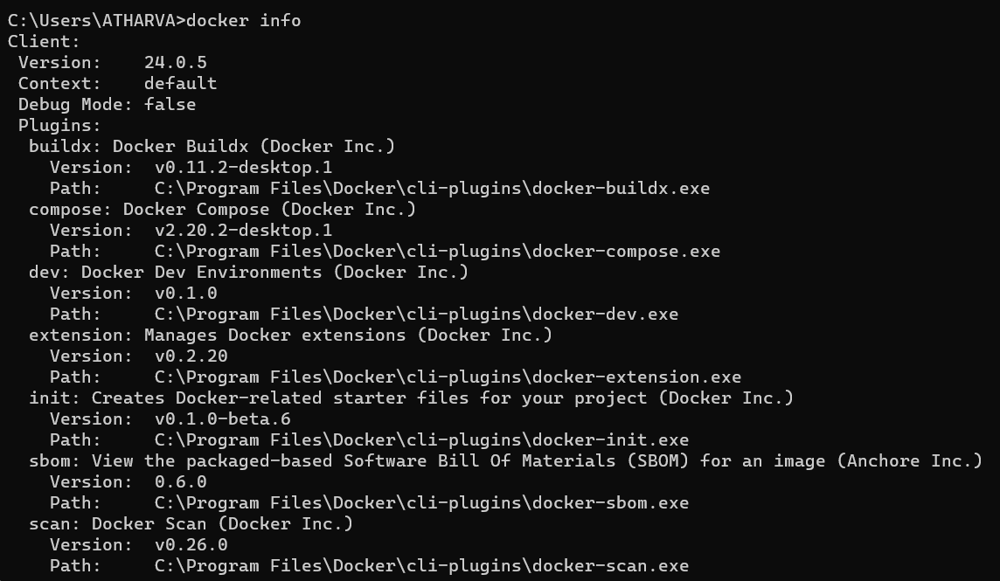 C:\Users\ATHARVA>docker info
Client:
 Version:    24.0.5
 Context:    default
 Debug Mode: false
 Plugins:
  buildx: Docker Buildx (Docker Inc.)
    Version:  v0.11.2-desktop.1
    Path:     C:\Program Files\Docker\cli-plugins\docker-buildx.exe
  compose: Docker Compose (Docker Inc.)
    Version:  v2.20.2-desktop.1
    Path:     C:\Program Files\Docker\cli-plugins\docker-compose.exe
  dev: Docker Dev Environments (Docker Inc.)
    Version:  v0.1.0
    Path:     C:\Program Files\Docker\cli-plugins\docker-dev.exe
  extension: Manages Docker extensions (Docker Inc.)
    Version:  v0.2.20
    Path:     C:\Program Files\Docker\cli-plugins\docker-extension.exe
  init: Creates Docker-related starter files for your project (Docker Inc.)
    Version:  v0.1.0-beta.6
    Path:     C:\Program Files\Docker\cli-plugins\docker-init.exe
  sbom: View the packaged-based Software Bill Of Materials (SBOM) for an image (Anchore Inc.)
    Version:  0.6.0
    Path:     C:\Program Files\Docker\cli-plugins\docker-sbom.exe
  scan: Docker Scan (Docker Inc.)
    Version:  v0.26.0
    Path:     C:\Program Files\Docker\cli-plugins\docker-scan.exe